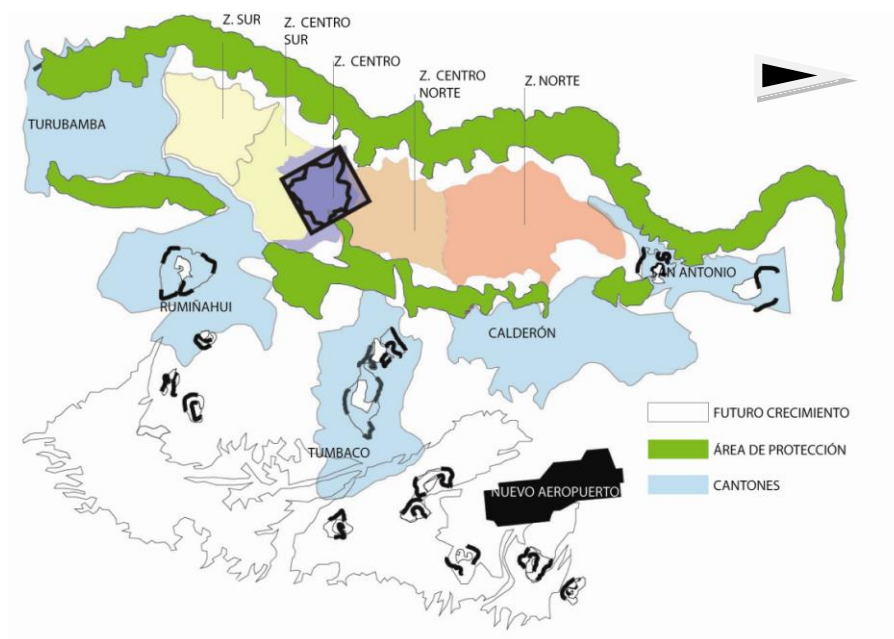 Z. SUR
Z. CENTRO
SUR
Z. CENTRO
Z. CENTRO
NORTE
Z. NORTE
TURUBAMBA
SAN ANTONIO
RUMIÑAHUI
CALDERÓN
TUMBACO
NUEVO AEROPUERTO
FUTURO CRECIMIENTO
ÁREA DE PROTECCIÓN
CANTONES